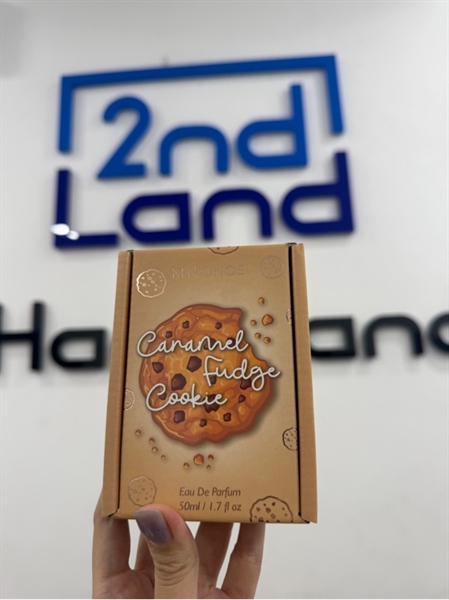 2nd
Land
Caramel
Fudge
Cookie
Eau De Parfum
50ml / 1.7 fl oz